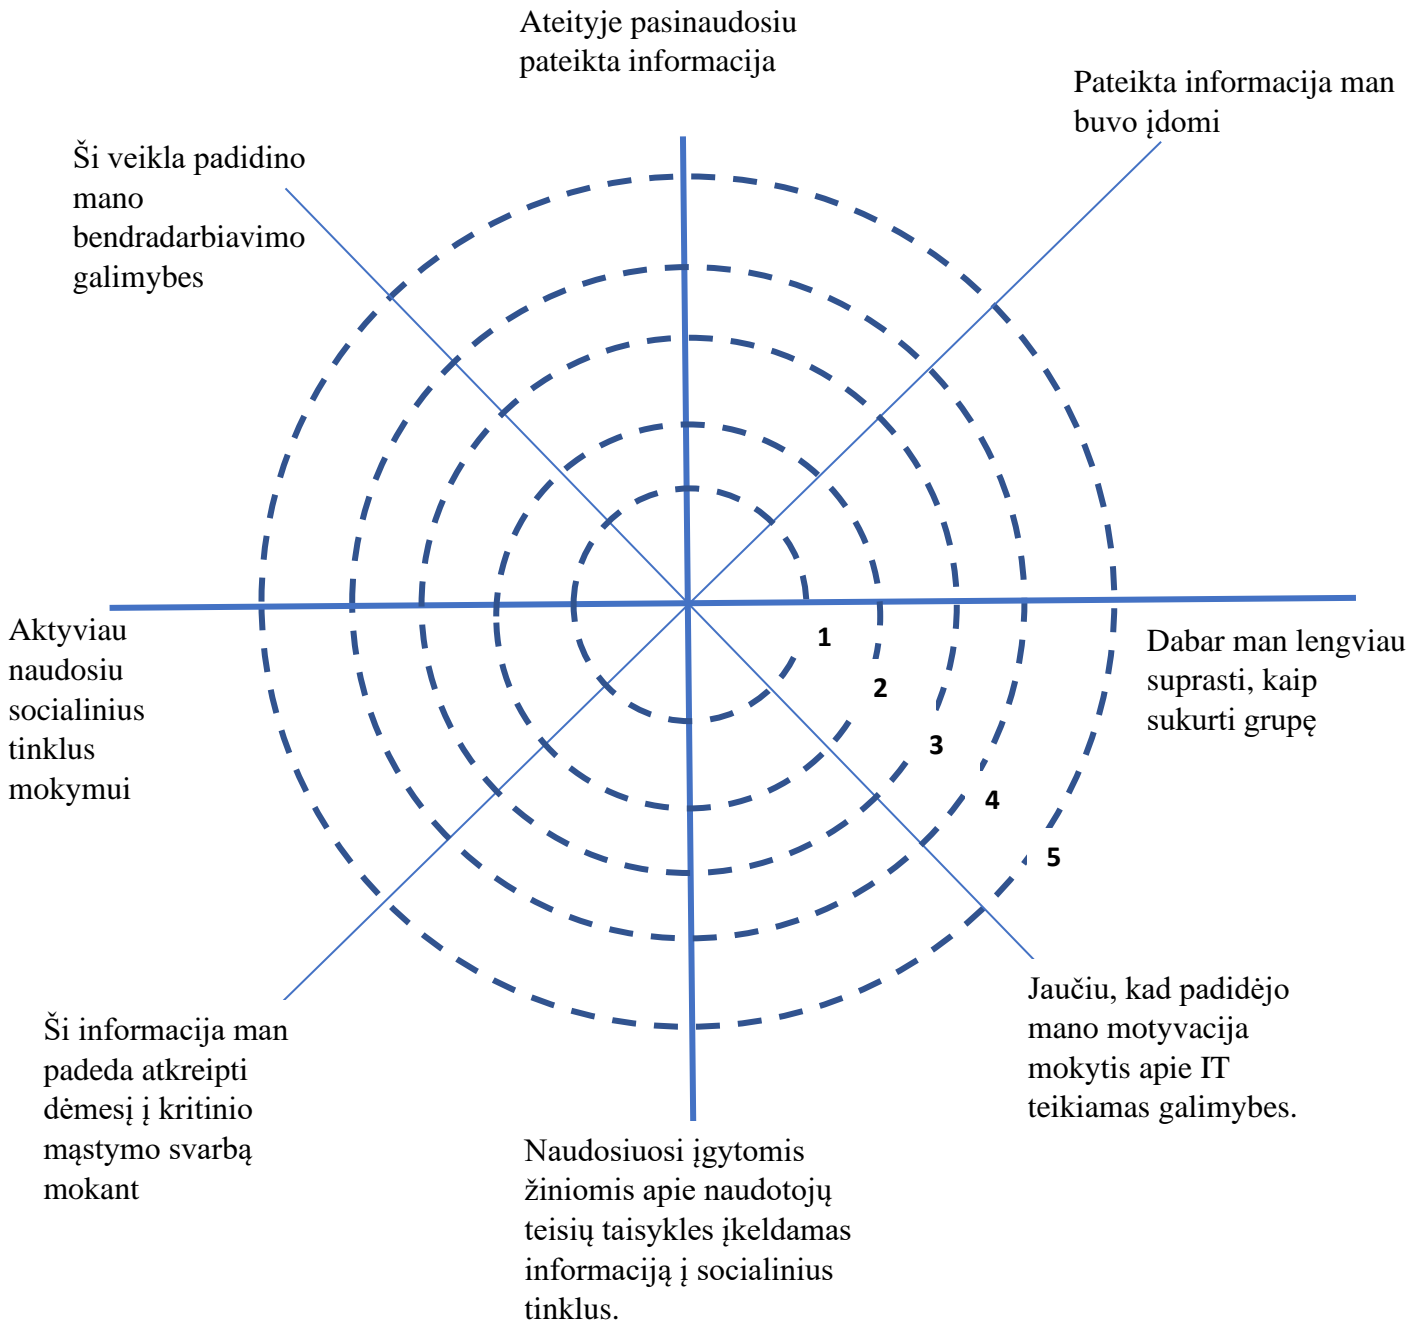 Ateityje pasinaudosiu
pateikta informacija
Pateikta informacija man
buvo įdomi
Ši veikla padidino
mano
bendradarbiavimo
galimybes
Aktyviau
naudosiu
socialinius
tinklus
mokymui
1
2
3
4
5
Dabar man lengviau
suprasti, kaip
sukurti grupę
Jaučiu, kad padidėjo
mano motyvacija
mokytis apie IT
teikiamas galimybes.
Ši informacija man
padeda atkreipti
dėmesį į kritinio
mąstymo svarbą
mokant
Naudosiuosi įgytomis
žiniomis apie naudotojų
teisių taisykles įkeldamas
informaciją į socialinius
tinklus.